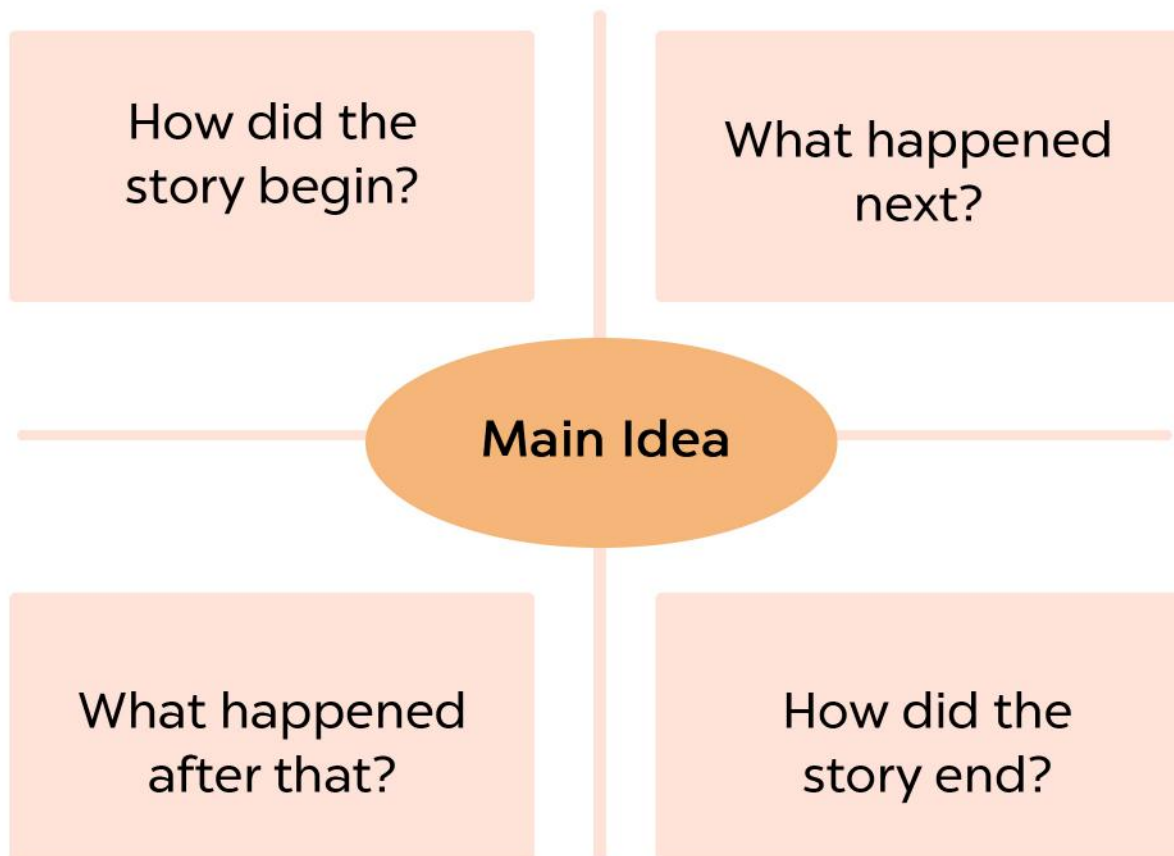 How did the
story begin?
What happened
next?
Main Idea
What happened
after that?
How did the
story end?